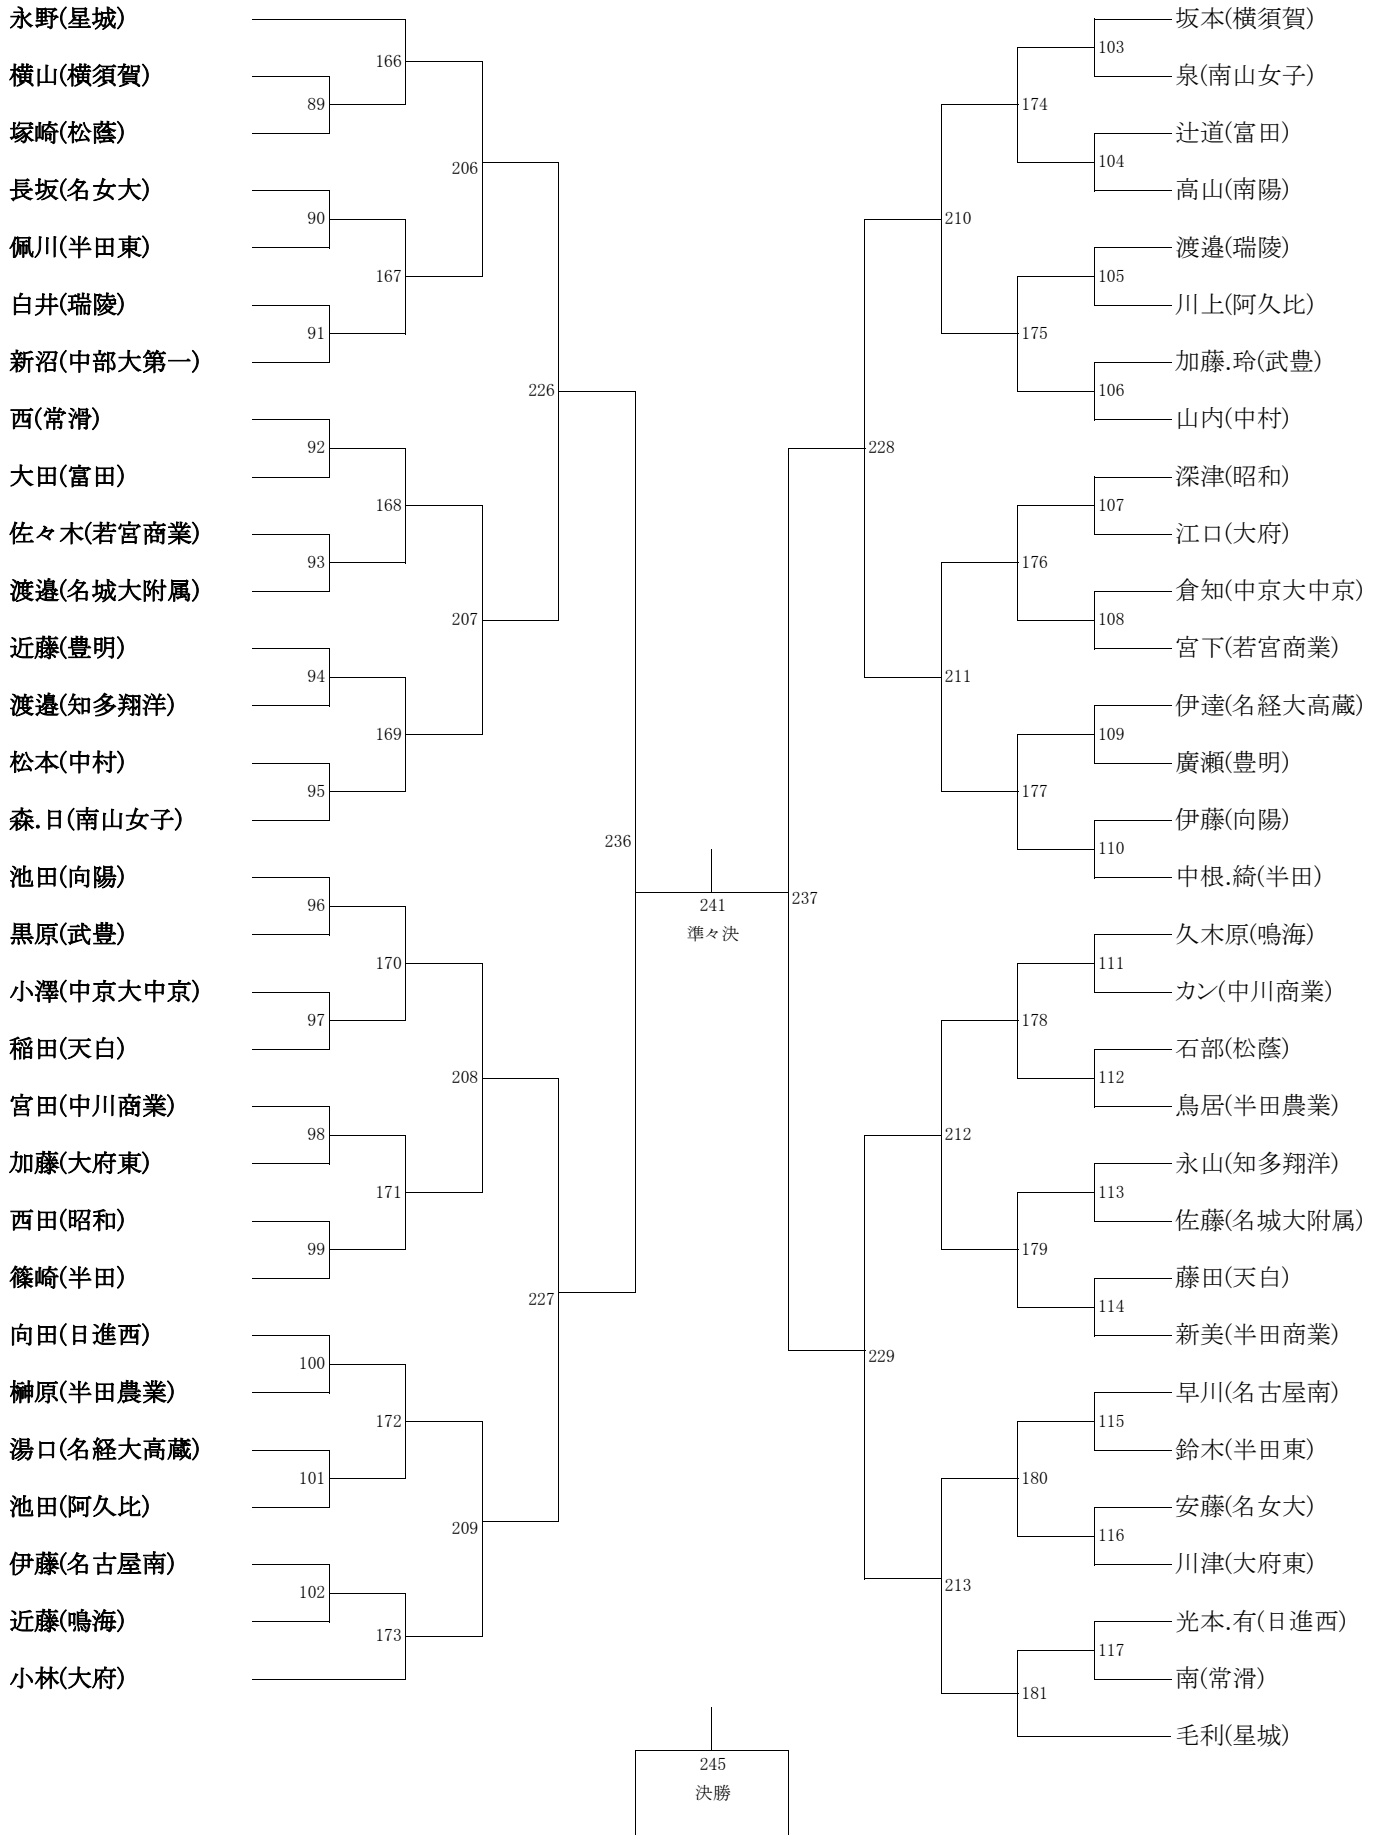 永野(星城)
横山(横須賀)
塚崎(松蔭)
長坂(名女大)
佩川(半田東)
白井(瑞陵)
新沼(中部大第一)
西(常滑)
大田(富田)
佐々木(若宮商業)
渡邉(名城大附属)
近藤(豊明)
渡邉(知多翔洋)
松本(中村)
森.日(南山女子)
池田(向陽)
黒原(武豊)
小澤(中京大中京)
稲田(天白)
宮田(中川商業)
加藤(大府東)
西田(昭和)
篠崎(半田)
向田(日進西)
榊原(半田農業)
湯口(名経大高蔵)
池田(阿久比)
伊藤(名古屋南)
近藤(鳴海)
小林(大府)
89
90
91
92
93
94
95
96
97
98
99
100
101
102
166
167
168
169
170
171
172
173
206
207
208
209
226
227
236
241
準々決
245
決勝
237
228
229
210
211
212
213
174
175
176
177
178
179
180
181
103
104
105
106
107
108
109
110
111
112
113
114
115
116
117
坂本(横須賀)
泉(南山女子)
辻道(富田)
高山(南陽)
渡邉(瑞陵)
川上(阿久比)
加藤.玲(武豊)
山内(中村)
深津(昭和)
江口(大府)
倉知(中京大中京)
宮下(若宮商業)
伊達(名経大高蔵)
廣瀬(豊明)
伊藤(向陽)
中根.綺(半田)
久木原(鳴海)
カン(中川商業)
石部(松蔭)
鳥居(半田農業)
永山(知多翔洋)
佐藤(名城大附属)
藤田(天白)
新美(半田商業)
早川(名古屋南)
鈴木(半田東)
安藤(名女大)
川津(大府東)
光本.有(日進西)
南(常滑)
毛利(星城)